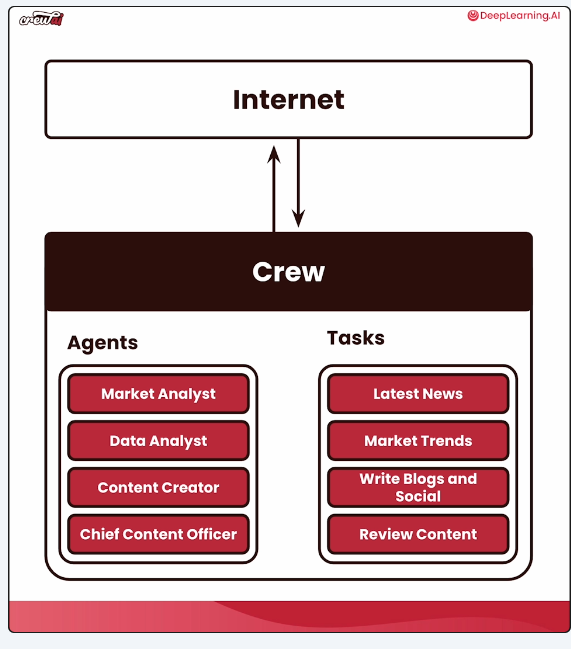 crewai
DeepLearning.AI
Internet
Crew
Agents
Market Analyst
Data Analyst
Content Creator
Chief Content Officer
Tasks
Latest News
Market Trends
Write Blogs and
Social
Review Content